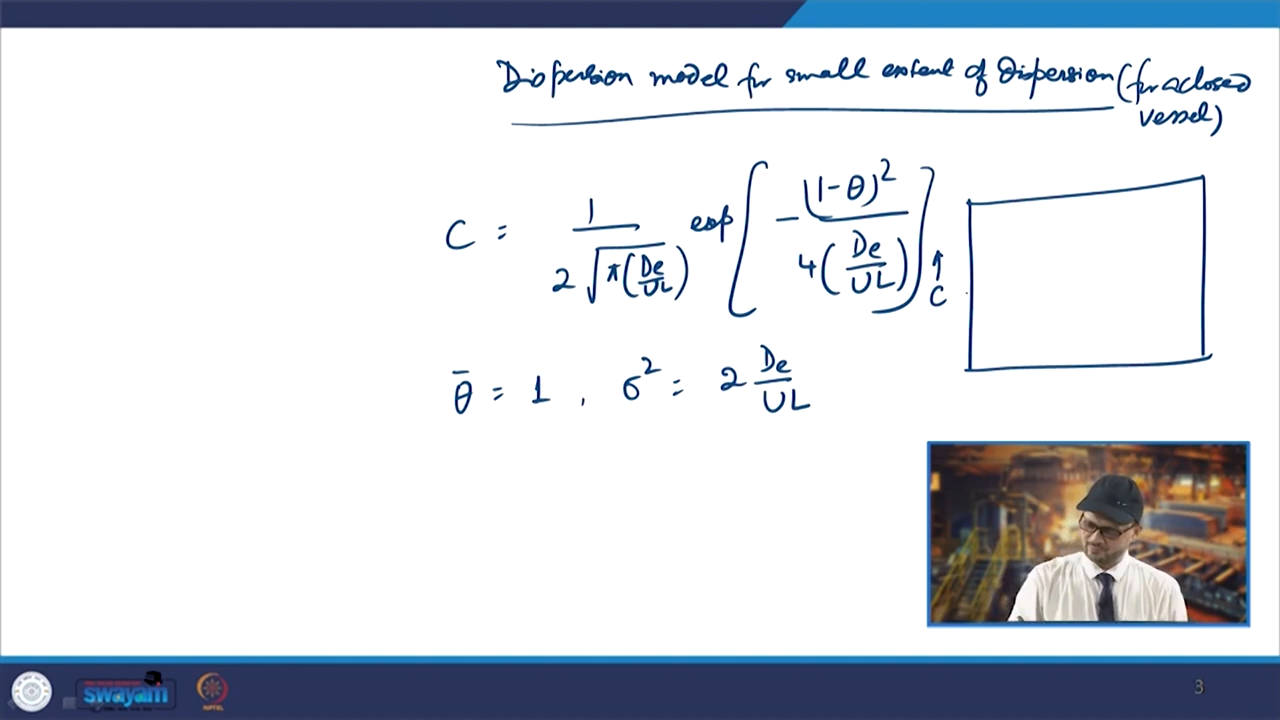 Dispersion model for small extent of Dispersion (for a closed
vessel)
C = 1 / 2√π(De/UL) exp[ -(1-θ)² / 4(De/UL) ]
↑
C
θ̄ = 1 , σ² = 2 De/UL
swayam
NPTEL
3